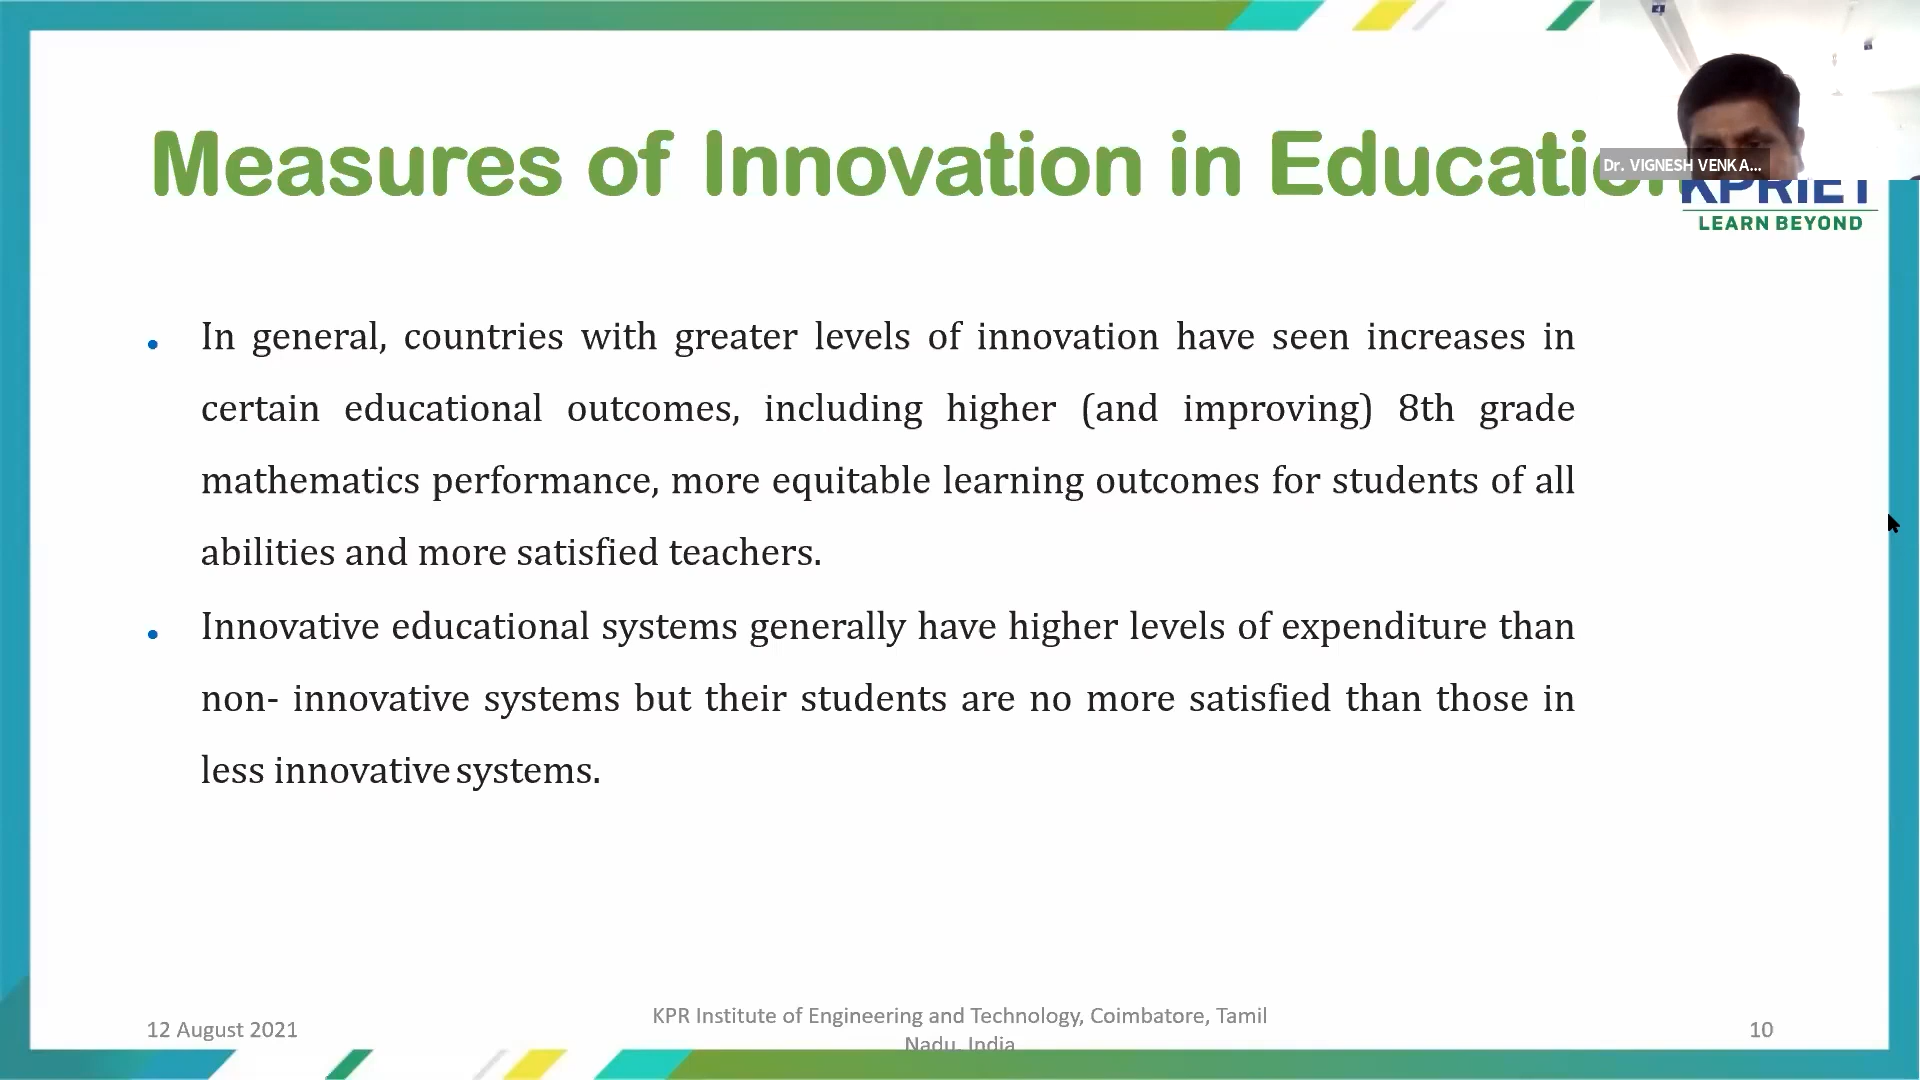 Measures of Innovation in Education
Dr. VIGNESH VENKA...
KPRIET
LEARN BEYOND
• In general, countries with greater levels of innovation have seen increases in
certain educational outcomes, including higher (and improving) 8th grade
mathematics performance, more equitable learning outcomes for students of all
abilities and more satisfied teachers.
• Innovative educational systems generally have higher levels of expenditure than
non- innovative systems but their students are no more satisfied than those in
less innovative systems.
12 August 2021
KPR Institute of Engineering and Technology, Coimbatore, Tamil
Nadu, India
10